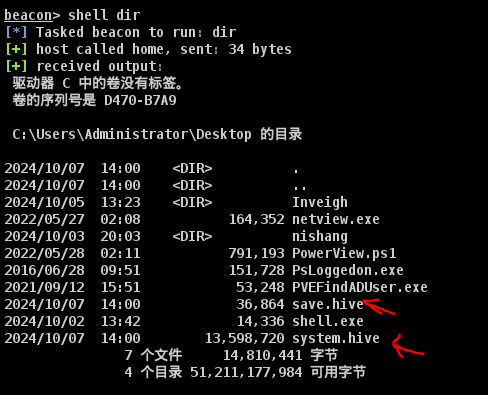 beacon> shell dir
[*] Tasked beacon to run: dir
[+] host called home, sent: 34 bytes
[+] received output:
驱动器 C 中的卷没有标签。
卷的序列号是 D470-B7A9
C:\Users\Administrator\Desktop 的目录
2024/10/07  14:00    <DIR>          .
2024/10/07  14:00    <DIR>          ..
2024/10/05  13:23    <DIR>          Inveigh
2022/05/27  02:08           164,352 netview.exe
2024/10/03  20:03    <DIR>          nishang
2022/05/28  02:11           791,193 PowerView.ps1
2016/06/28  09:51           151,728 PsLoggedon.exe
2021/09/12  15:51            53,248 PVEFindADUser.exe
2024/10/07  14:00            36,864 save.hive
2024/10/02  13:42            14,336 shell.exe
2024/10/07  14:00        13,598,720 system.hive
7 个文件     14,810,441 字节
4 个目录 51,211,177,984 可用字节